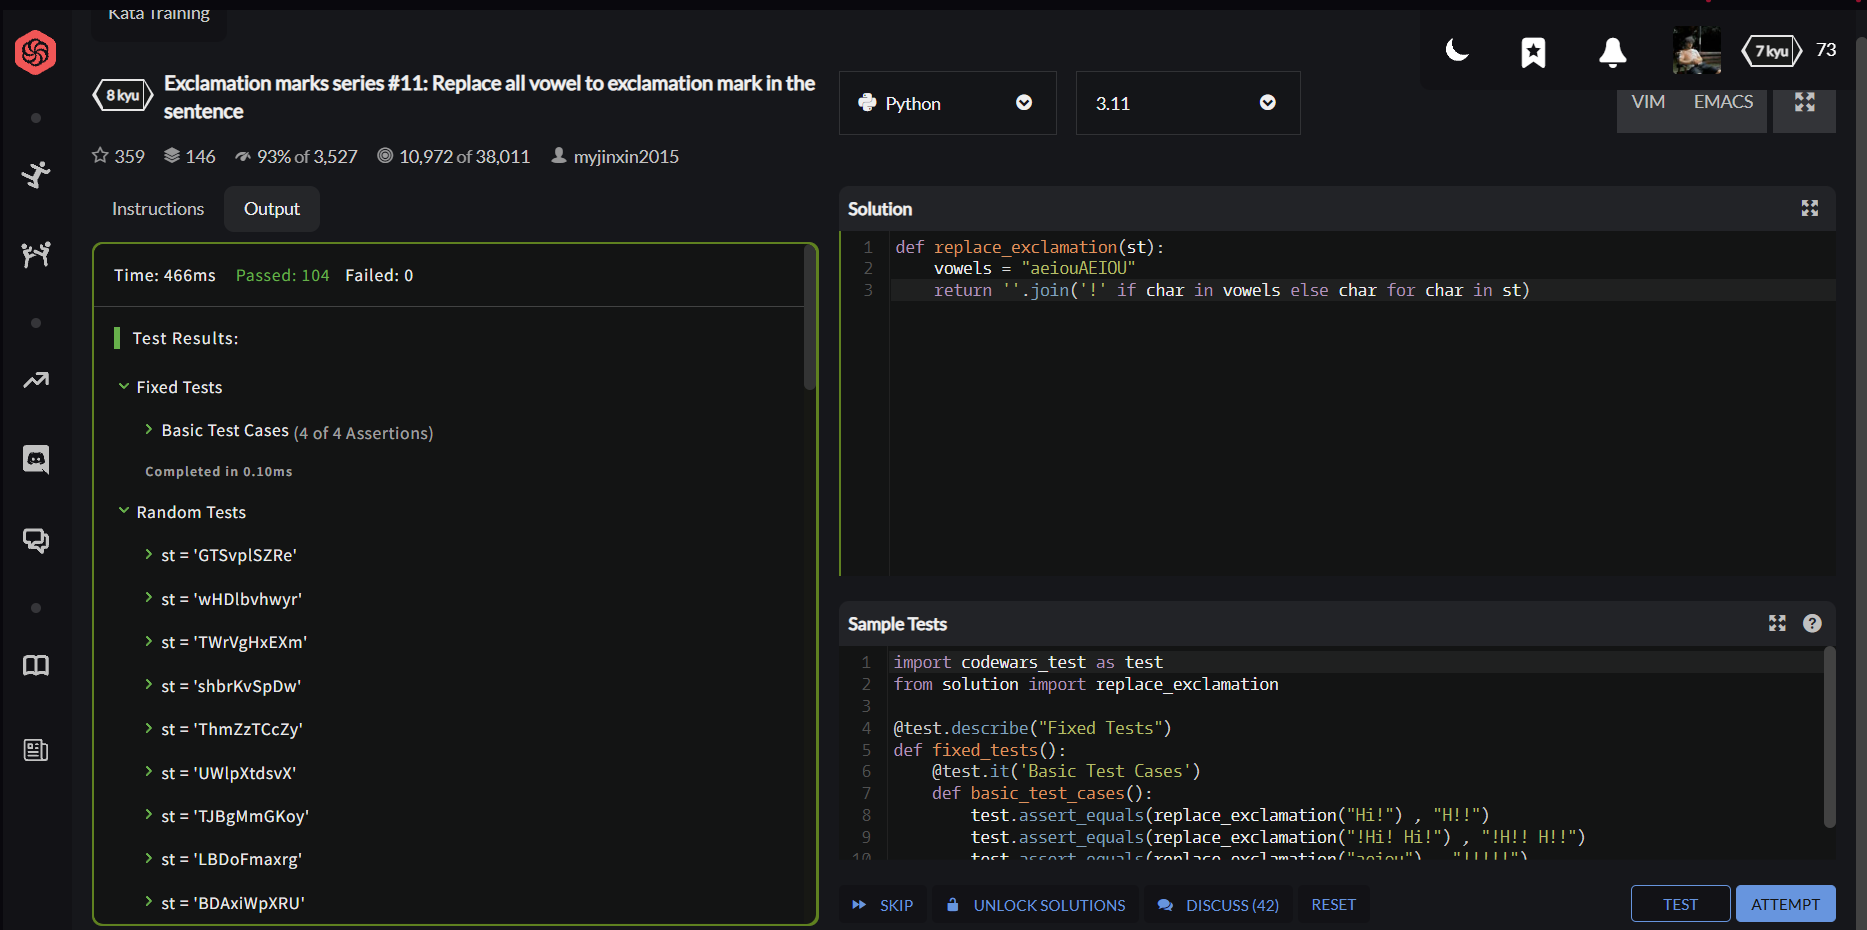 Kata Training
7 kyu 73
8 kyu
Exclamation marks series #11: Replace all vowel to exclamation mark in the
sentence
359 146 93% of 3,527 10,972 of 38,011 myjinxin2015
Python
3.11
VIM EMACS
Instructions Output
Time: 466ms Passed: 104 Failed: 0
Test Results:
Fixed Tests
Basic Test Cases (4 of 4 Assertions)
Completed in 0.10ms
Random Tests
st = 'GTSvplSZRe'
st = 'wHDlbvhwyr'
st = 'TWrVgHxEXm'
st = 'shbrKvSpDw'
st = 'ThmZzTCcZy'
st = 'UWlpXtdsvX'
st = 'TJBgMmGKoy'
st = 'LBDoFmaxrg'
st = 'BDAxiWpXRU'
Solution
1 def replace_exclamation(st):
2 vowels = "aeiouAEIOU"
3 return ''.join('!' if char in vowels else char for char in st)
Sample Tests
1 import codewars_test as test
2 from solution import replace_exclamation
3
4 @test.describe("Fixed Tests")
5 def fixed_tests():
6 @test.it('Basic Test Cases')
7 def basic_test_cases():
8 test.assert_equals(replace_exclamation("Hi!") , "H!!")
9 test.assert_equals(replace_exclamation("!Hi! Hi!") , "!H!! H!!")
10 test.assert_equals(replace_exclamation("aeiou") , "!!!!!")
SKIP UNLOCK SOLUTIONS DISCUSS (42) RESET
TEST ATTEMPT